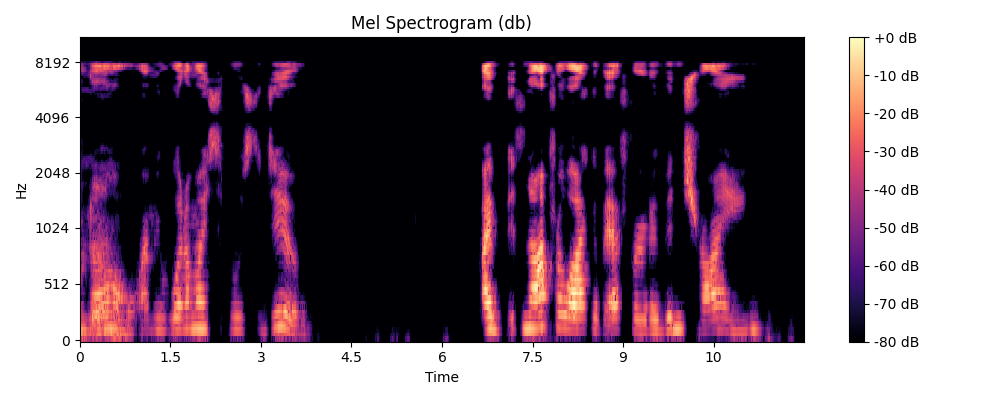 Mel Spectrogram (db)
8192
4096
2048
1024
512
0
Hz
0 1.5 3 4.5 6 7.5 9 10
Time
+0 dB
-10 dB
-20 dB
-30 dB
-40 dB
-50 dB
-60 dB
-70 dB
-80 dB